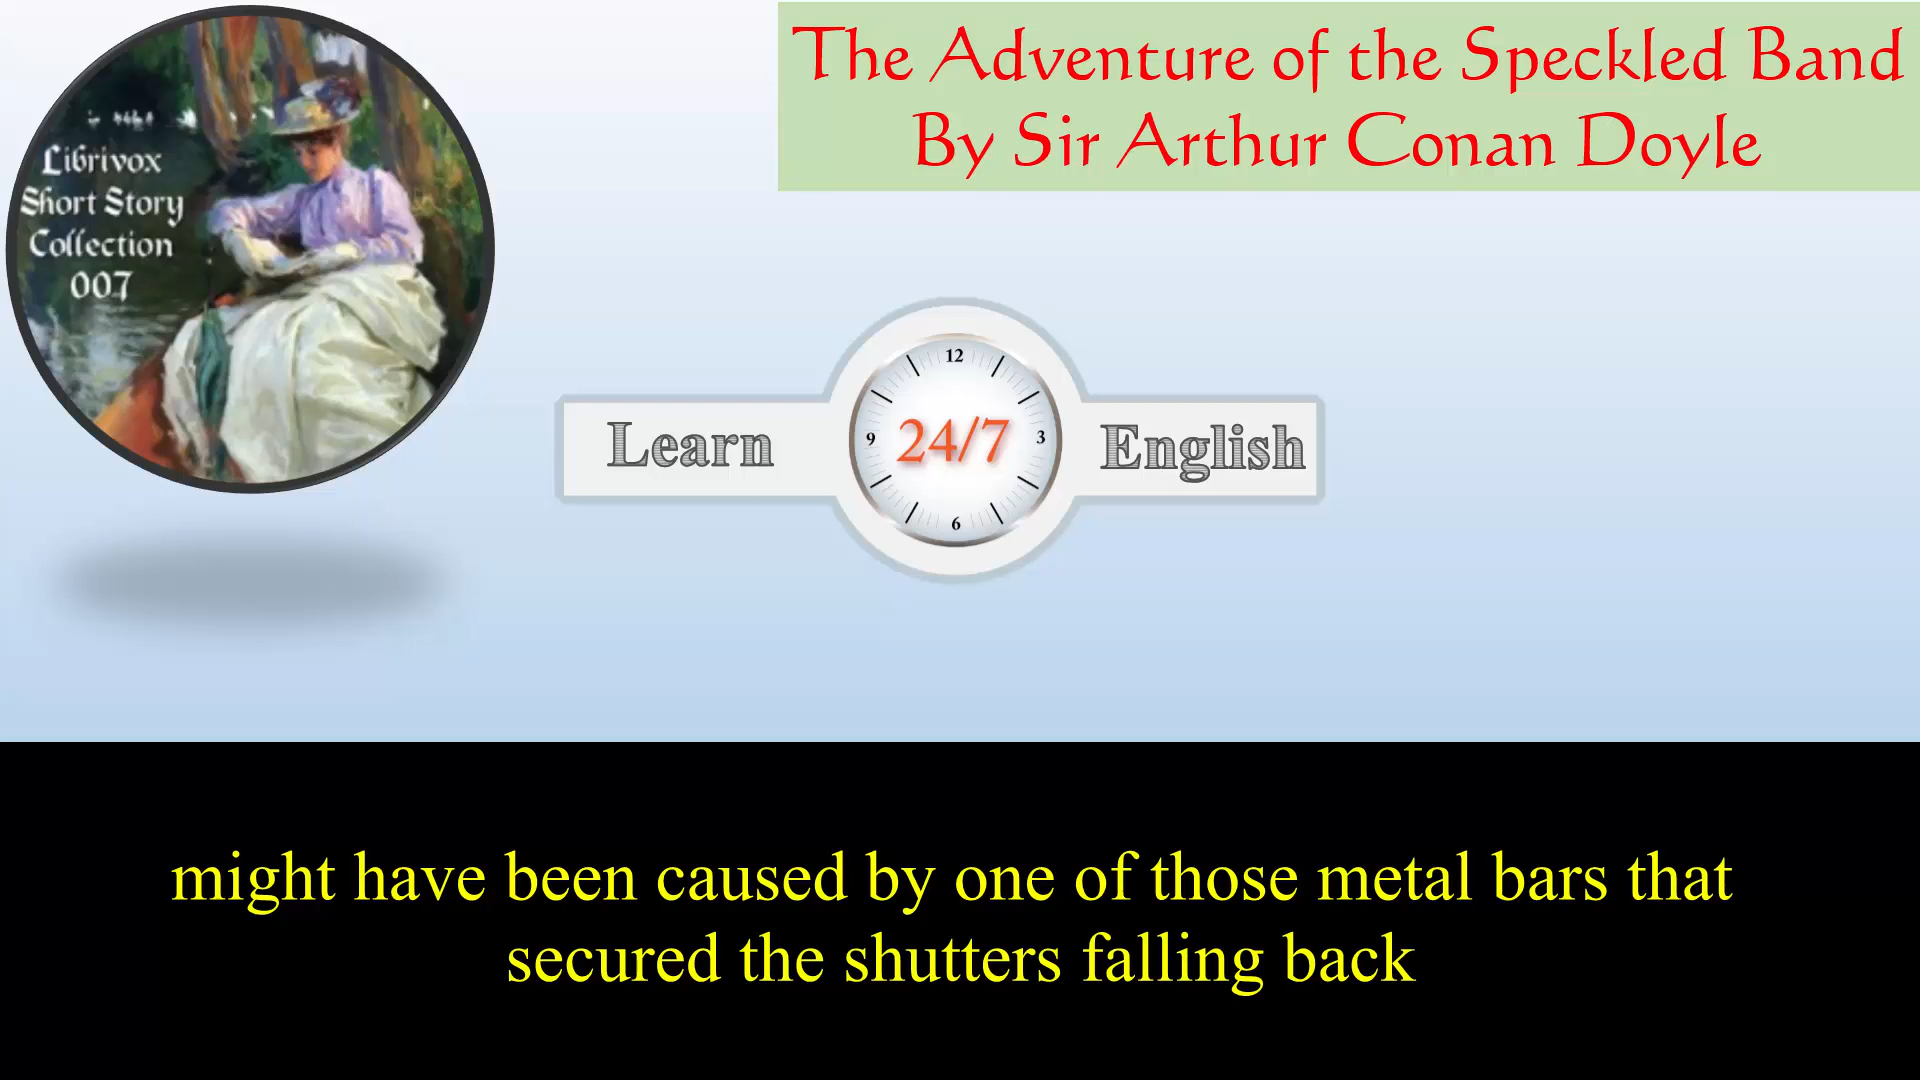 Librivox
Short Story
Collection
007
The Adventure of the Speckled Band
By Sir Arthur Conan Doyle
Learn 24/7 English
12
9
3
6
might have been caused by one of those metal bars that
secured the shutters falling back